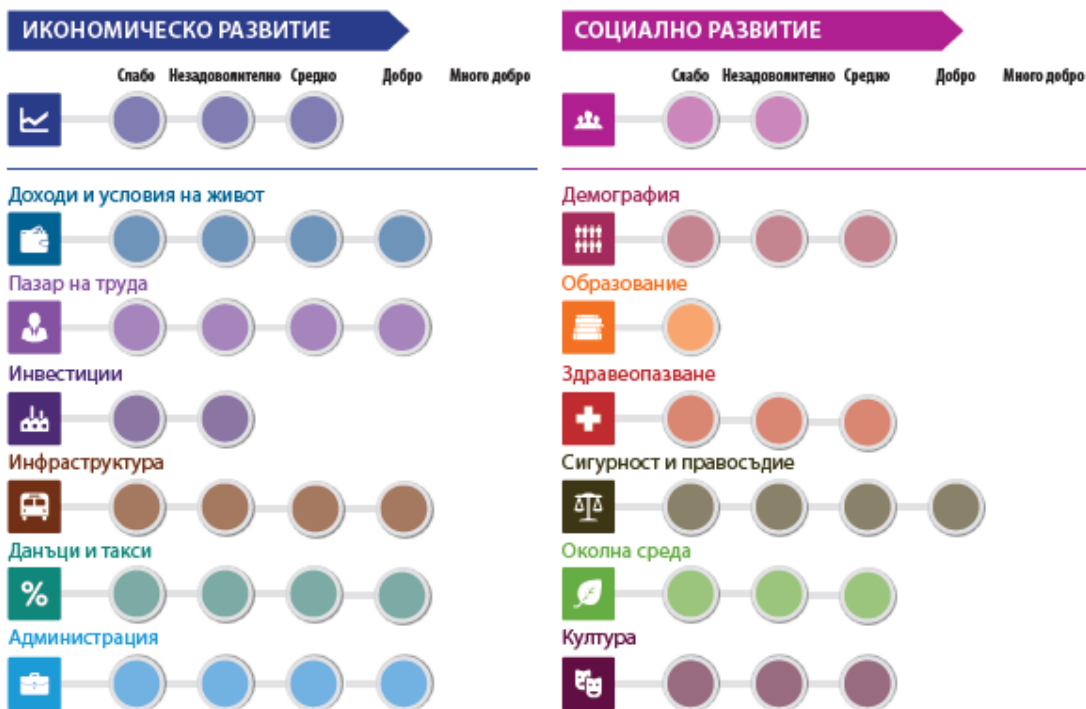 ИКОНОМИЧЕСКО РАЗВИТИЕ
Слабо Незадоволително Средно Добро Много добро
Доходи и условия на живот
Пазар на труда
Инвестиции
Инфраструктура
Данъци и такси
%
Администрация
СОЦИАЛНО РАЗВИТИЕ
Слабо Незадоволително Средно Добро Много добро
Демография
Образование
Здравеопазване
Сигурност и правосъдие
Околна среда
Култура